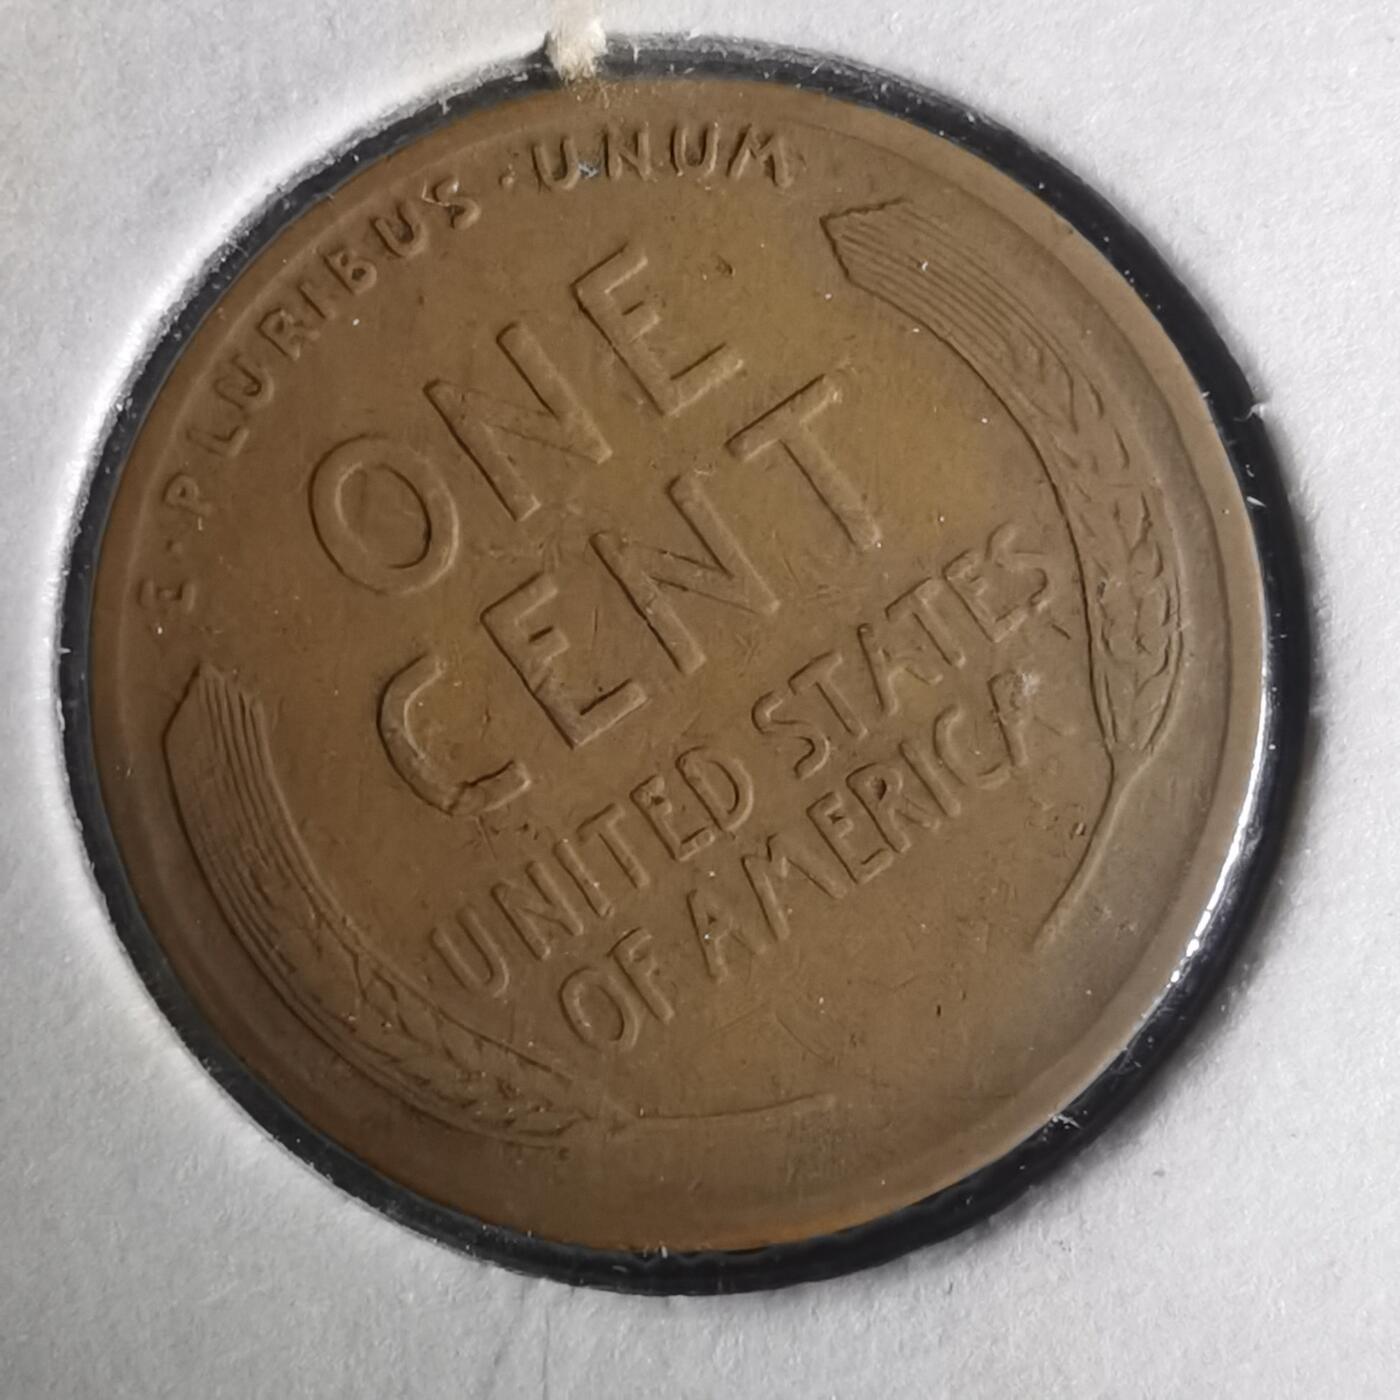 E·PLURIBUS·UNUM
ONE
CENT
UNITED STATES
OF AMERICA